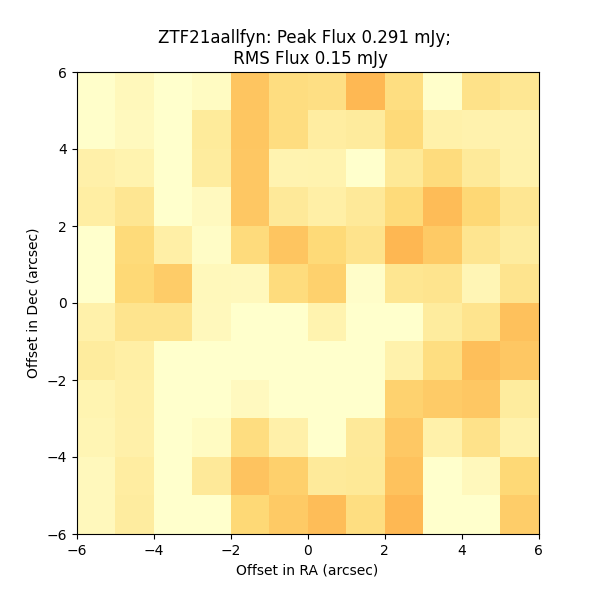 ZTF21aallfyn: Peak Flux 0.291 mJy;
RMS Flux 0.15 mJy
6
4
2
0
−2
−4
−6
Offset in Dec (arcsec)
−6 −4 −2 0 2 4 6
Offset in RA (arcsec)